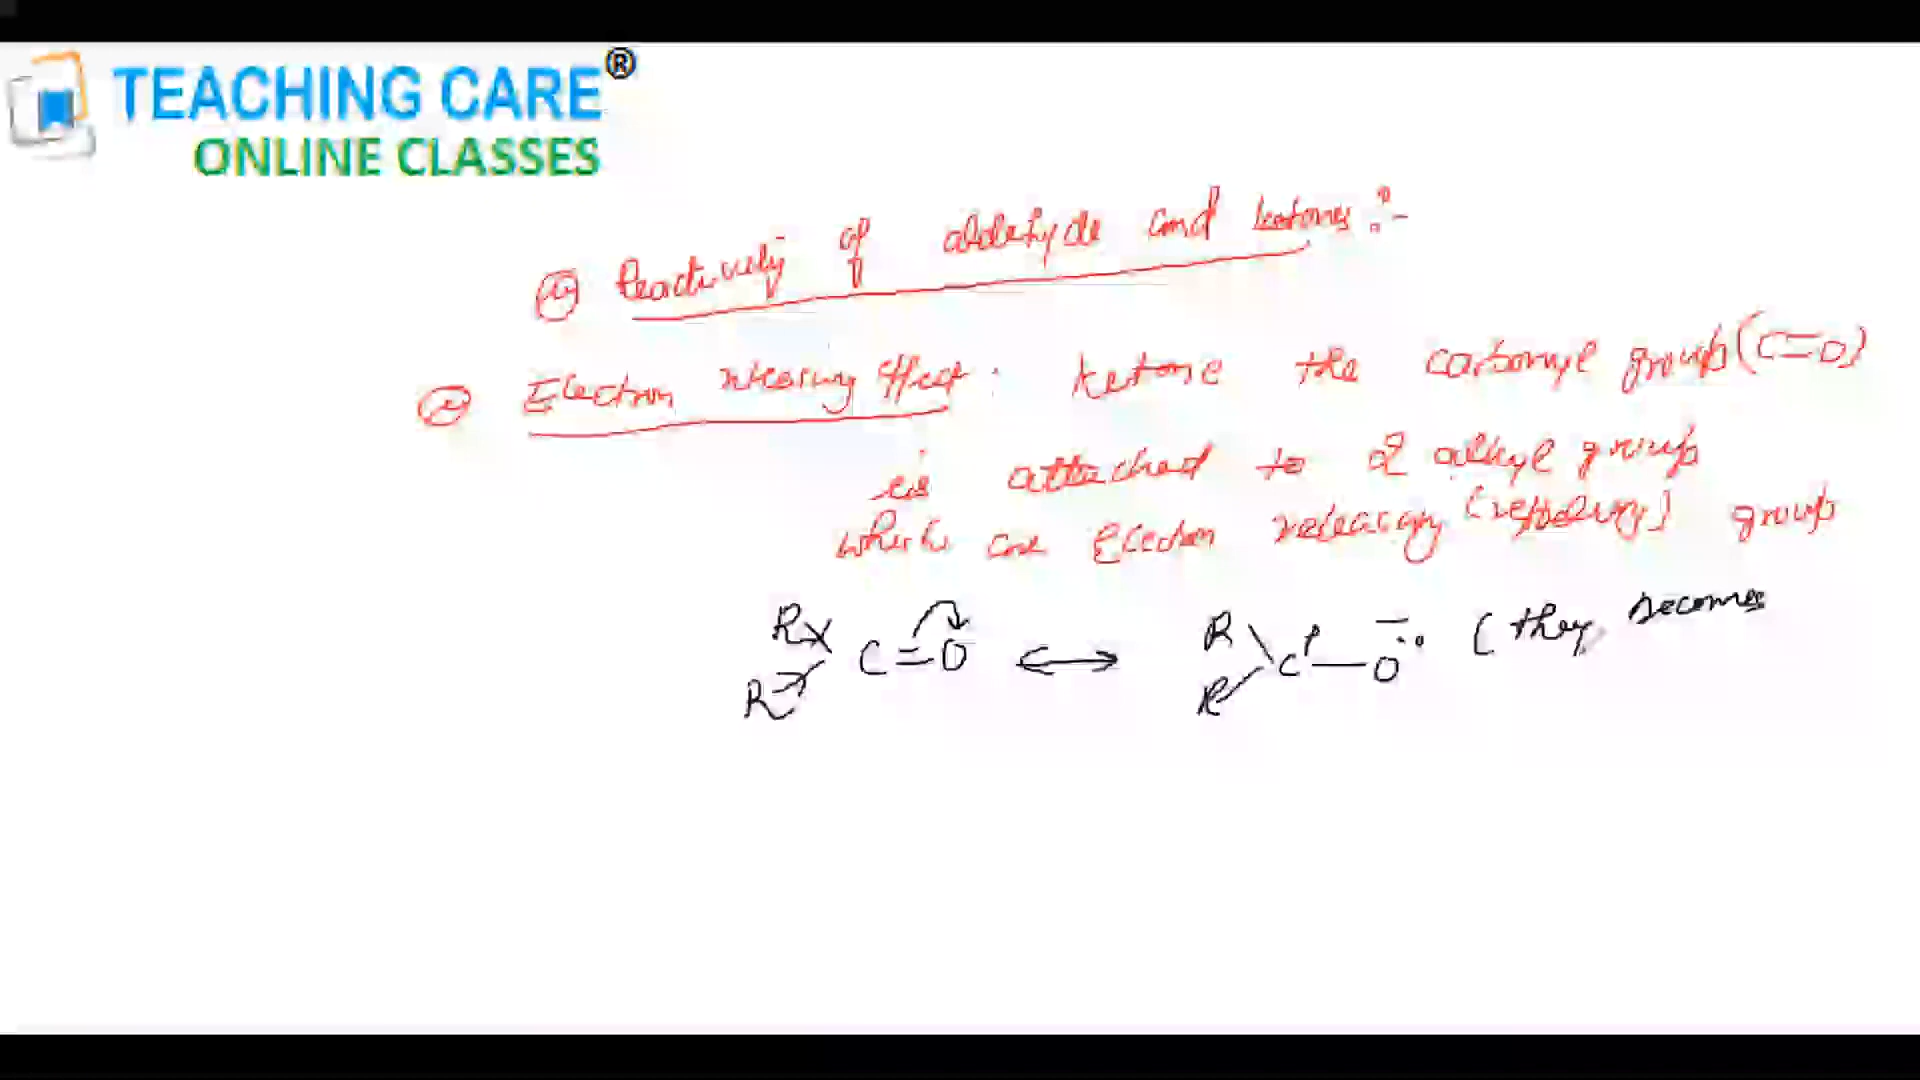 TEACHING CARE®
ONLINE CLASSES
Reactively of aldehyde and ketones :-
Electron releasing effect : ketone the carbonyl group (C=O)
is attached to 2 alkyl group
which are electron releasing (repelling) group
R
R C=O ⟷ R
R C+ — O:⁻ ( they becomes